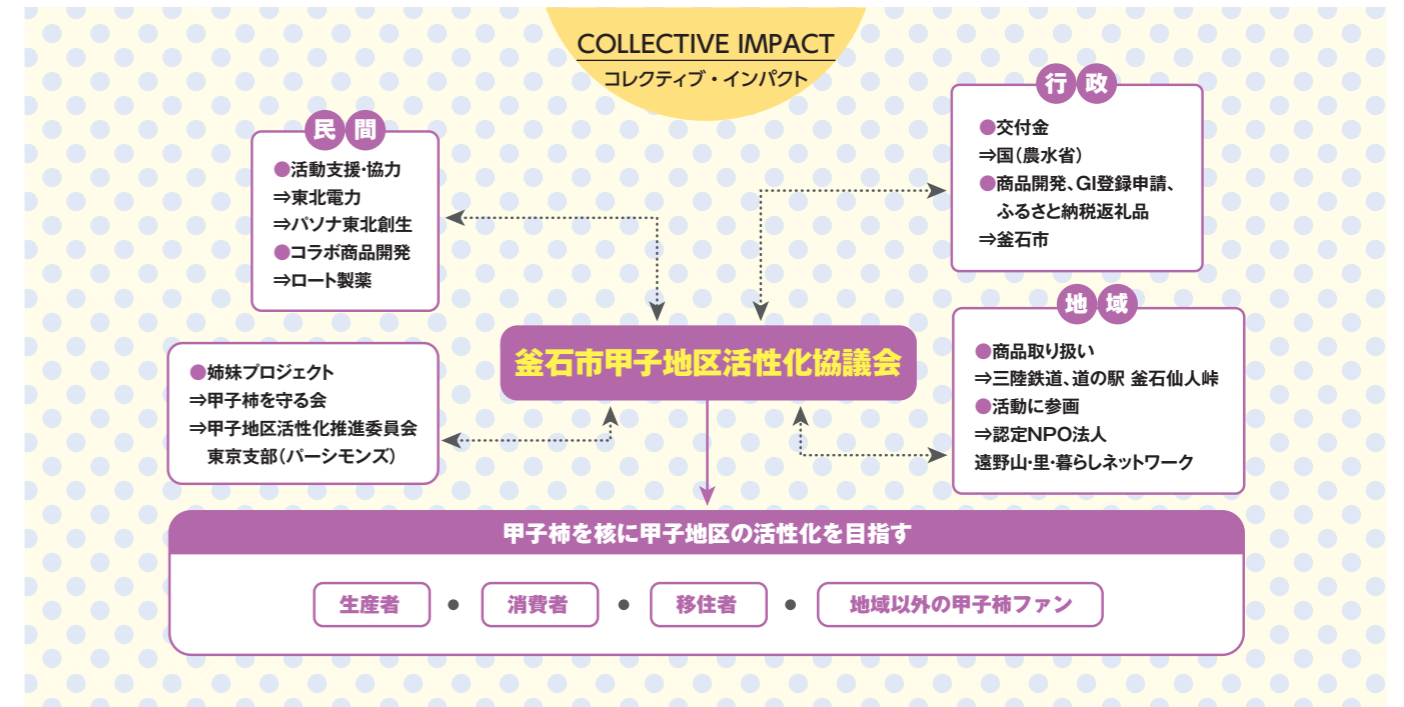 COLLECTIVE IMPACT
コレクティブ・インパクト
民間
●活動支援・協力
⇒東北電力
⇒パソナ東北創生
●コラボ商品開発
⇒ロート製薬
行政
●交付金
⇒国(農水省)
●商品開発、GI登録申請、
ふるさと納税返礼品
⇒釜石市
釜石市甲子地区活性化協議会
●姉妹プロジェクト
⇒甲子柿を守る会
⇒甲子地区活性化推進委員会
東京支部(パーシモンズ)
地域
●商品取り扱い
⇒三陸鉄道、道の駅 釜石仙人峠
●活動に参画
⇒認定NPO法人
遠野山・里・暮らしネットワーク
甲子柿を核に甲子地区の活性化を目指す
生産者 ● 消費者 ● 移住者 ● 地域以外の甲子柿ファン